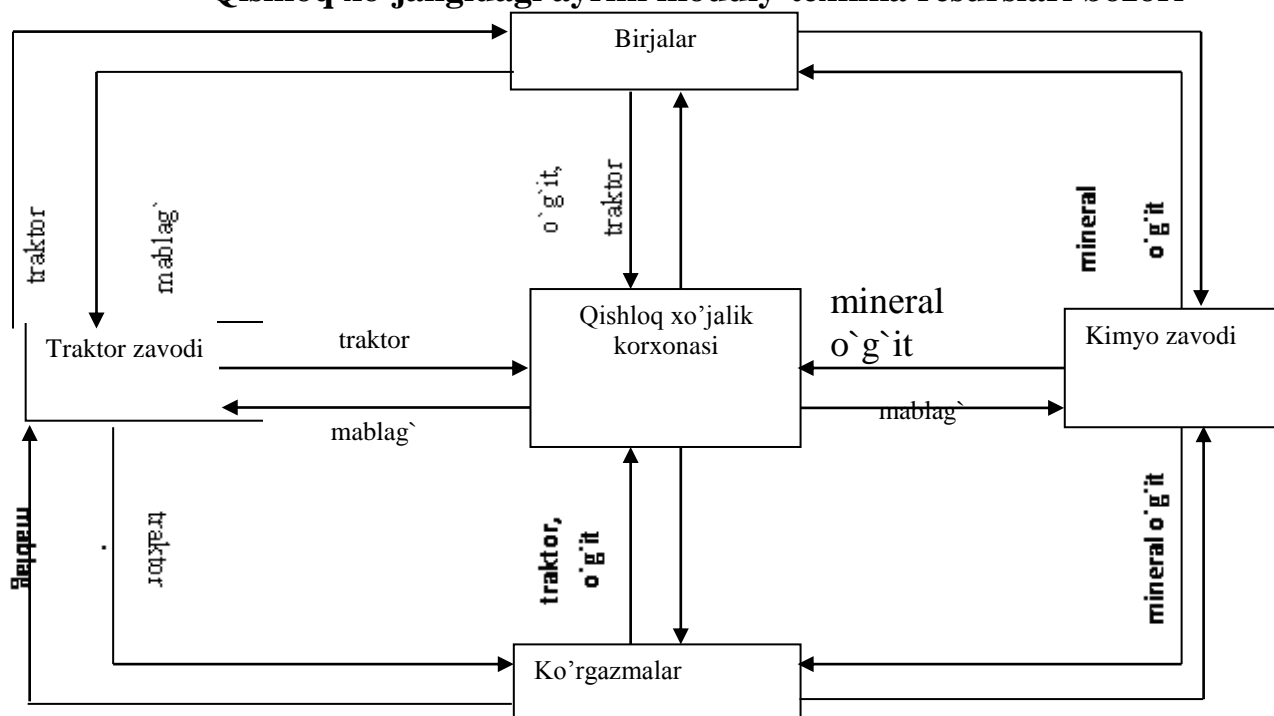 Birjalar
traktor
mablag`
o`g`it,
traktor
mineral
o`g`it
Traktor zavodi
traktor
mablag`
Qishloq xo’jalik
korxonasi
mineral
o`g`it
mablag`
Kimyo zavodi
mablag
traktor
traktor,
o`g`it
mineral o`g`it
Ko’rgazmalar